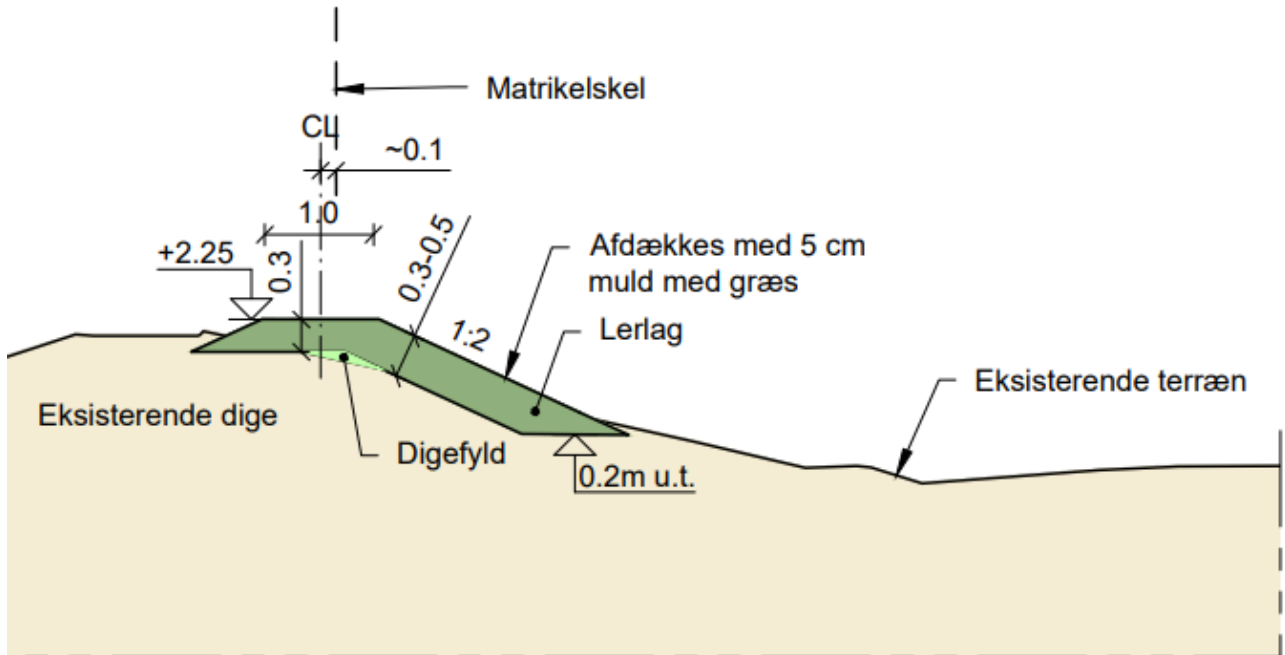 Matrikelskel
CL
~0.1
1.0
+2.25
0.3
0.3-0.5
Afdækkes med 5 cm
muld med græs
1:2
Lerlag
Eksisterende terræn
Eksisterende dige
Digefyld
0.2m u.t.